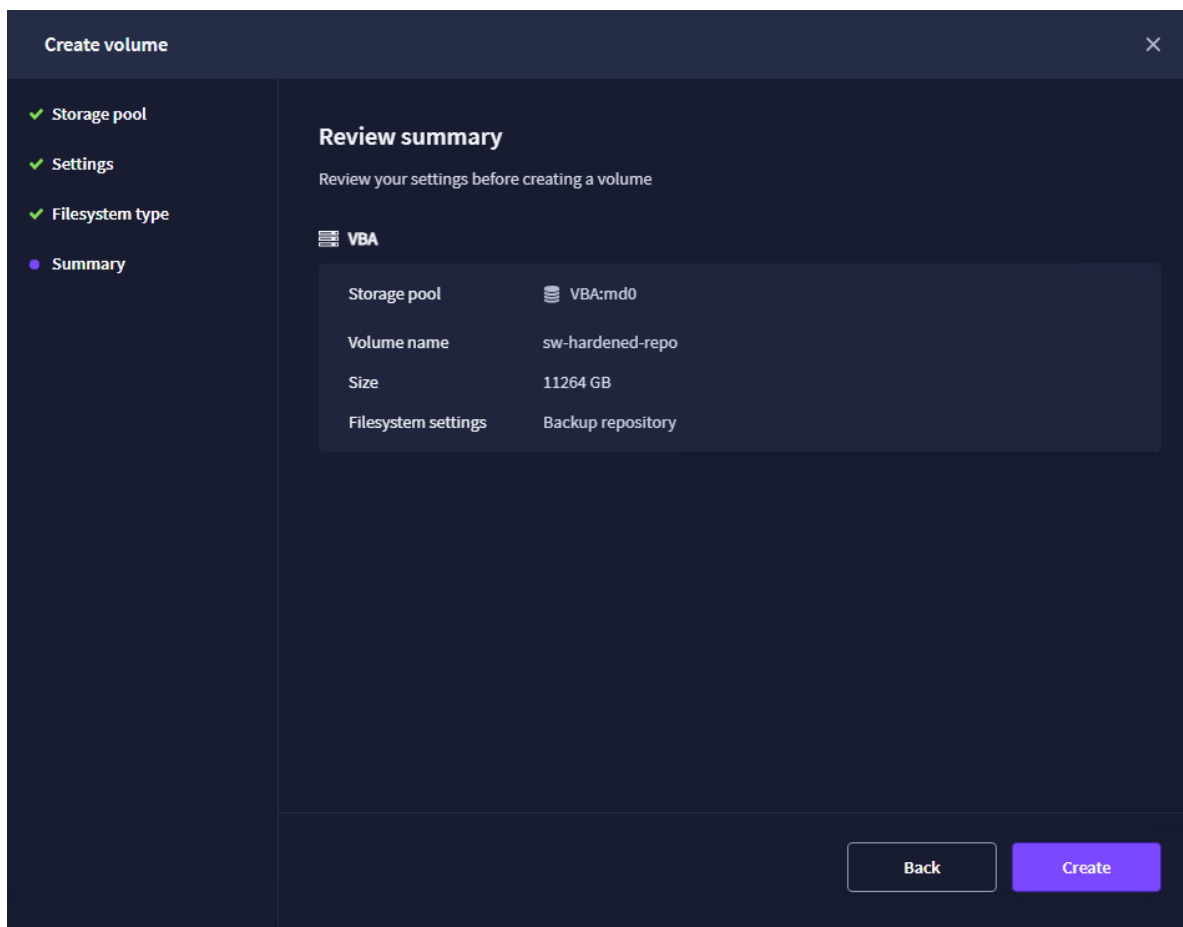 Create volume
Storage pool
Settings
Filesystem type
Summary
Review summary
Review your settings before creating a volume
VBA
Storage pool VBA:md0
Volume name sw-hardened-repo
Size 11264 GB
Filesystem settings Backup repository
Back Create